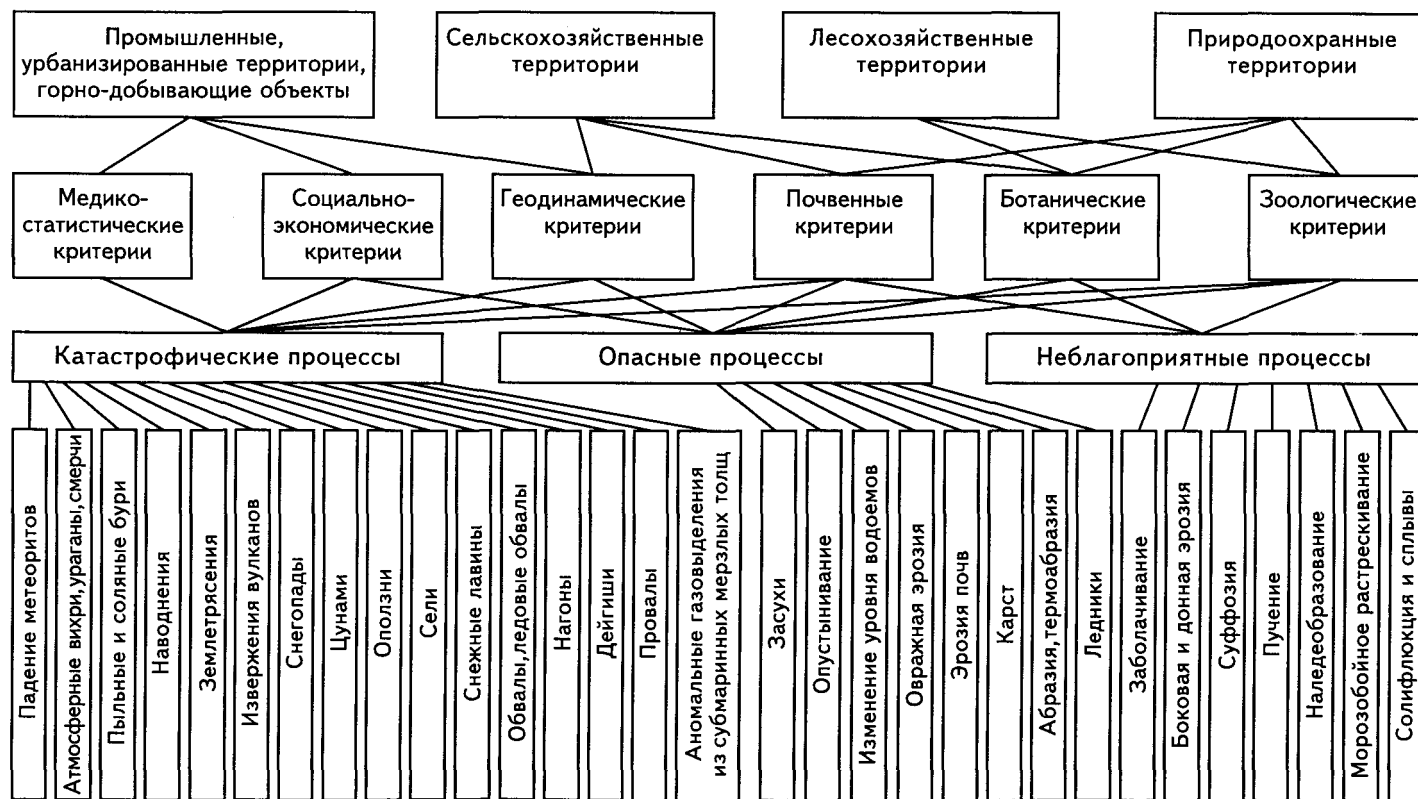 Промышленные,
урбанизированные территории,
горно-добывающие объекты
Сельскохозяйственные
территории
Лесохозяйственные
территории
Природоохранные
территории
Медико-
статистические
критерии
Социально-
экономические
критерии
Геодинамические
критерии
Почвенные
критерии
Ботанические
критерии
Зоологические
критерии
Катастрофические процессы
Опасные процессы
Неблагоприятные процессы
Падение метеоритов
Атмосферные вихри, ураганы, смерчи
Пыльные и соляные бури
Наводнения
Землетрясения
Извержения вулканов
Снегопады
Цунами
Оползни
Сели
Снежные лавины
Обвалы, ледовые обвалы
Нагоны
Дейгиши
Провалы
Аномальные газовыделения
из субмаринных мерзлых толщ
Засухи
Опустынивание
Изменение уровня водоемов
Овражная эрозия
Эрозия почв
Карст
Абразия, термоабразия
Ледники
Заболачивание
Боковая и донная эрозия
Суффозия
Пучение
Наледеобразование
Морозобойное растрескивание
Солифлюкция и сплывы